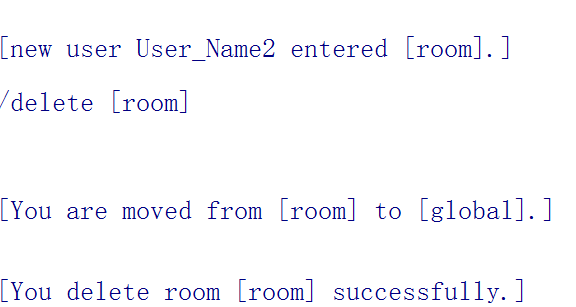 [new user User_Name2 entered [room].]
/delete [room]
[You are moved from [room] to [global].]
[You delete room [room] successfully.]